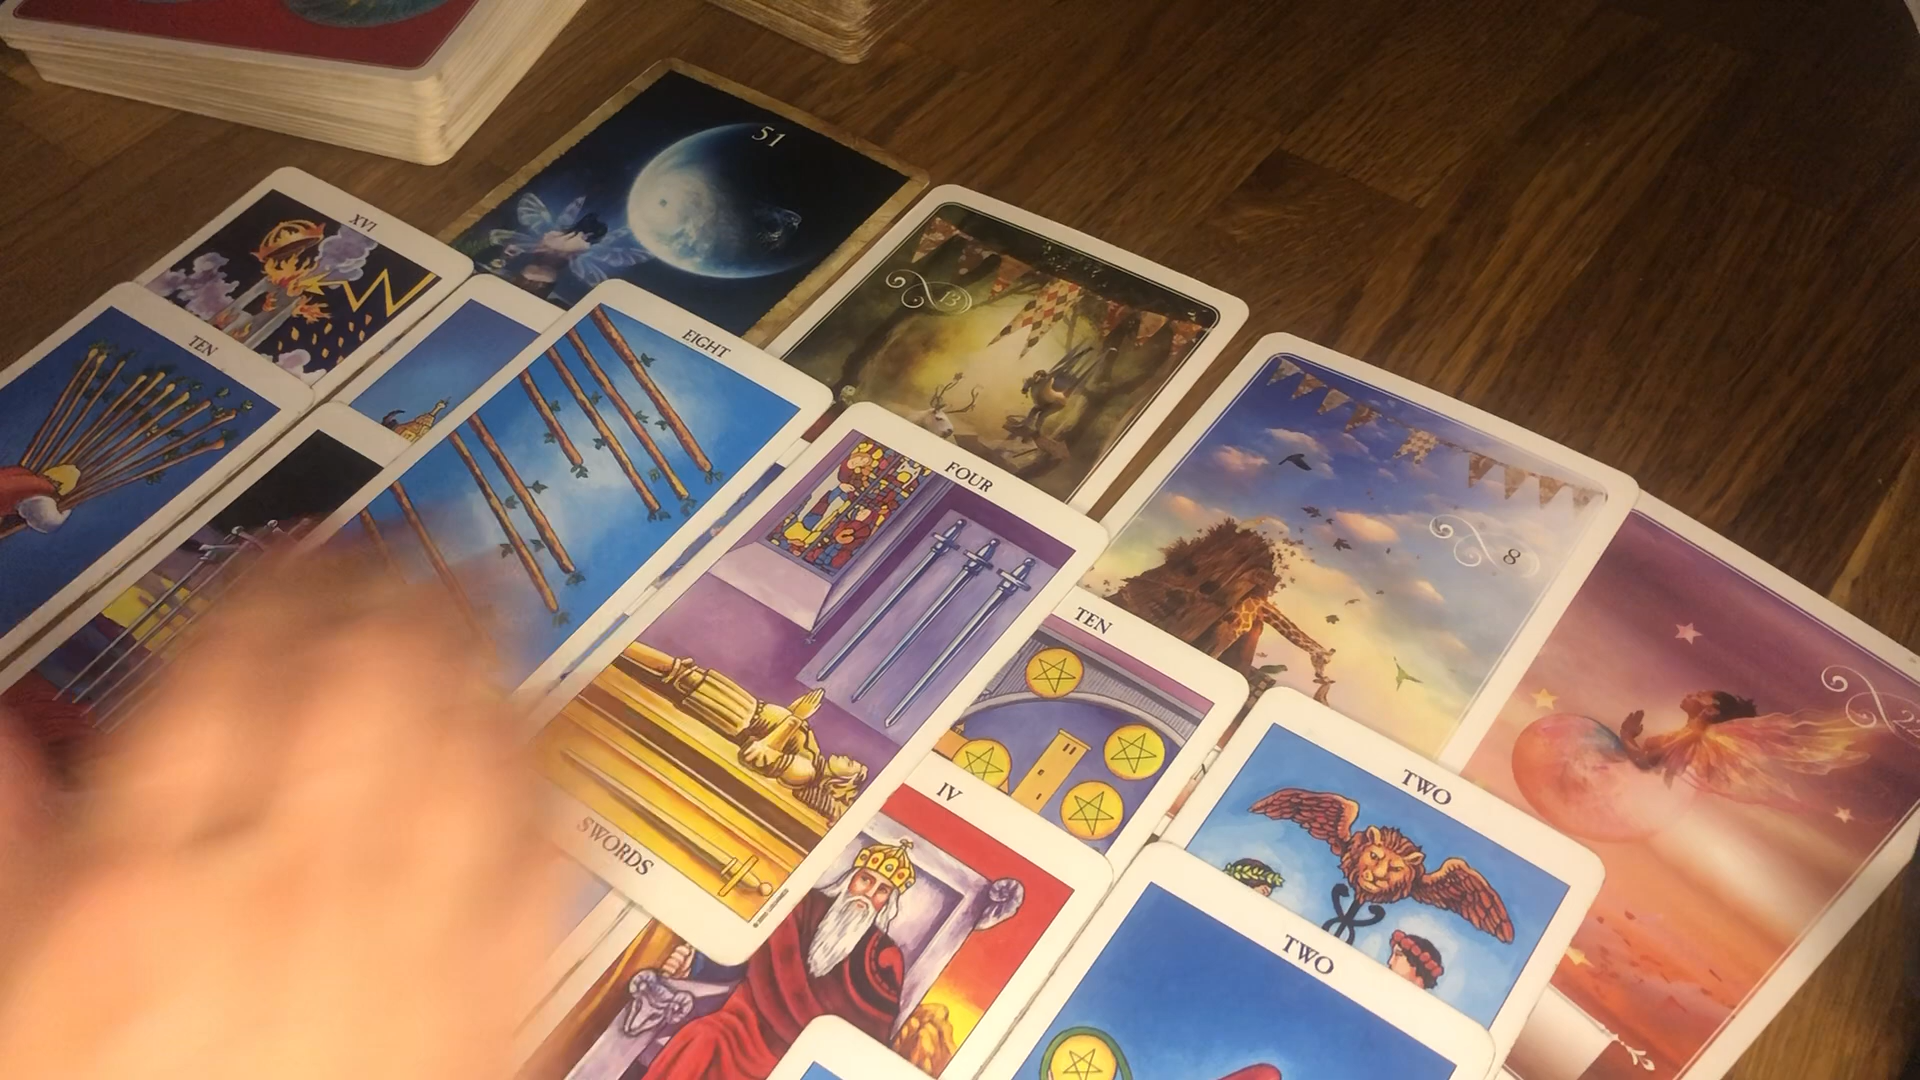 51
XVI
13
TEN
EIGHT
FOUR
8
TEN
SWORDS
IV
TWO
TWO